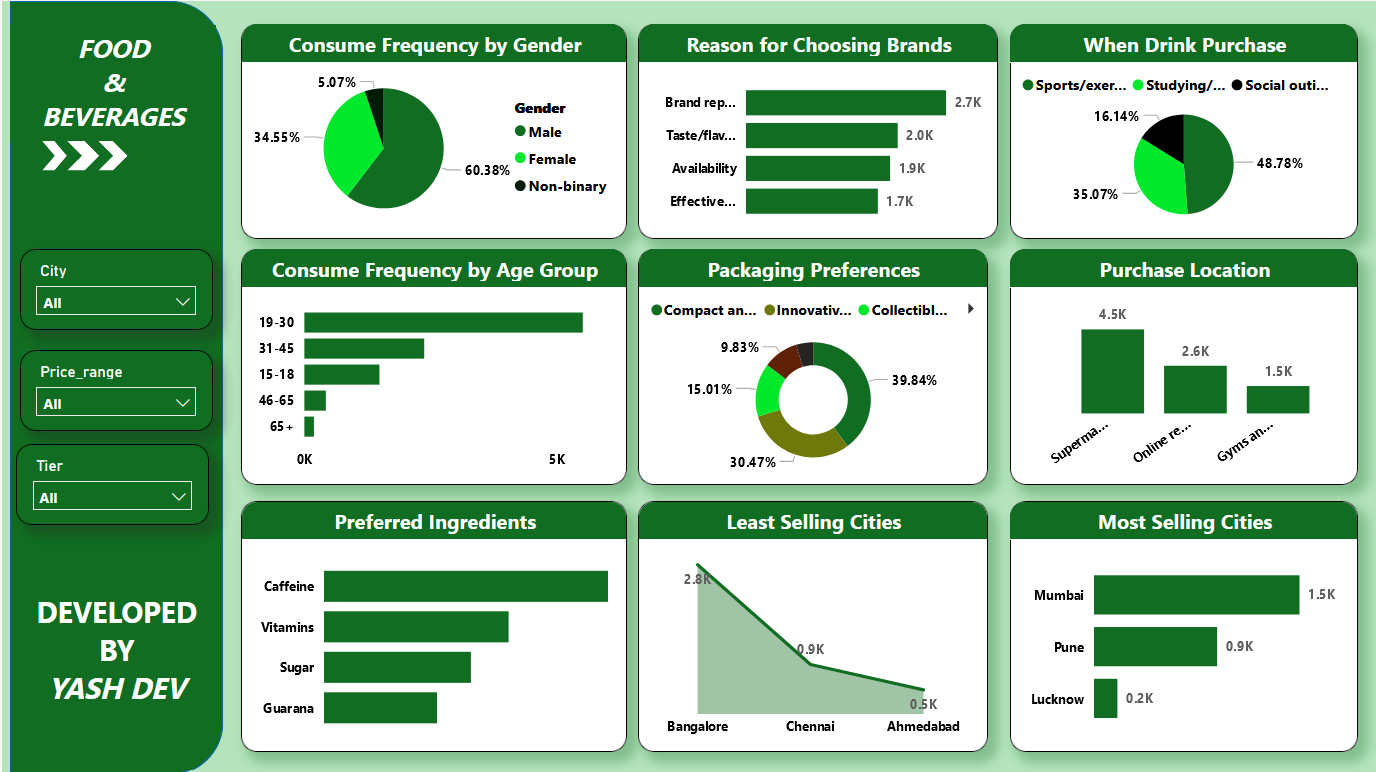 FOOD
&
BEVERAGES
City
All
Price_range
All
Tier
All
DEVELOPED
BY
YASH DEV
Consume Frequency by Gender
5.07%
34.55%
60.38%
Gender
Male
Female
Non-binary
Reason for Choosing Brands
Brand rep...
2.7K
Taste/flav...
2.0K
Availability
1.9K
Effective...
1.7K
When Drink Purchase
Sports/exer... Studying/... Social outi...
16.14%
48.78%
35.07%
Consume Frequency by Age Group
19-30
31-45
15-18
46-65
65+
0K 5K
Packaging Preferences
Compact an... Innovativ... Collectibl...
9.83%
39.84%
15.01%
30.47%
Purchase Location
4.5K
2.6K
1.5K
Superma... Online re... Gyms an...
Preferred Ingredients
Caffeine
Vitamins
Sugar
Guarana
Least Selling Cities
2.8K
0.9K
0.5K
Bangalore Chennai Ahmedabad
Most Selling Cities
Mumbai 1.5K
Pune 0.9K
Lucknow 0.2K